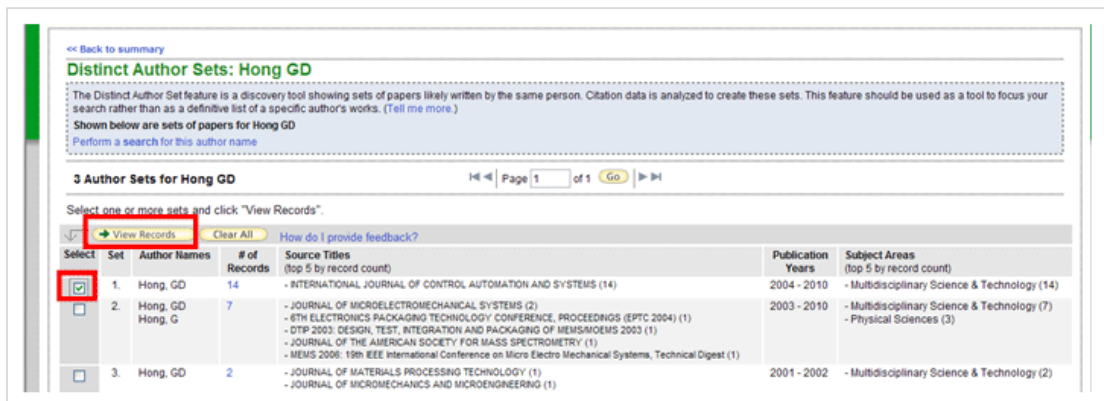 << Back to summary
Distinct Author Sets: Hong GD
The Distinct Author Set feature is a discovery tool showing sets of papers likely written by the same person. Citation data is analyzed to create these sets. This feature should be used as a tool to focus your
search rather than as a definitive list of a specific author's works. (Tell me more.)
Shown below are sets of papers for Hong GD
Perform a search for this author name
3 Author Sets for Hong GD Page 1 of 1 Go
Select one or more sets and click "View Records".
View Records Clear All How do I provide feedback?
Select Set Author Names # of Records Source Titles (top 5 by record count) Publication Years Subject Areas (top 5 by record count)
1. Hong, GD 14 - INTERNATIONAL JOURNAL OF CONTROL AUTOMATION AND SYSTEMS (14) 2004 - 2010 - Multidisciplinary Science & Technology (14)
2. Hong, GD 7 - JOURNAL OF MICROELECTROMECHANICAL SYSTEMS (2) 2003 - 2010 - Multidisciplinary Science & Technology (7)
Hong, G - 6TH ELECTRONICS PACKAGING TECHNOLOGY CONFERENCE, PROCEEDINGS (EPTC 2004) (1) - Physical Sciences (3)
- DTIP 2003: DESIGN, TEST, INTEGRATION AND PACKAGING OF MEMS/MOEMS 2003 (1)
- JOURNAL OF THE AMERICAN SOCIETY FOR MASS SPECTROMETRY (1)
- MEMS 2006: 19th IEEE International Conference on Micro Electro Mechanical Systems, Technical Digest (1)
3. Hong, GD 2 - JOURNAL OF MATERIALS PROCESSING TECHNOLOGY (1) 2001 - 2002 - Multidisciplinary Science & Technology (2)
- JOURNAL OF MICROMECHANICS AND MICROENGINEERING (1)